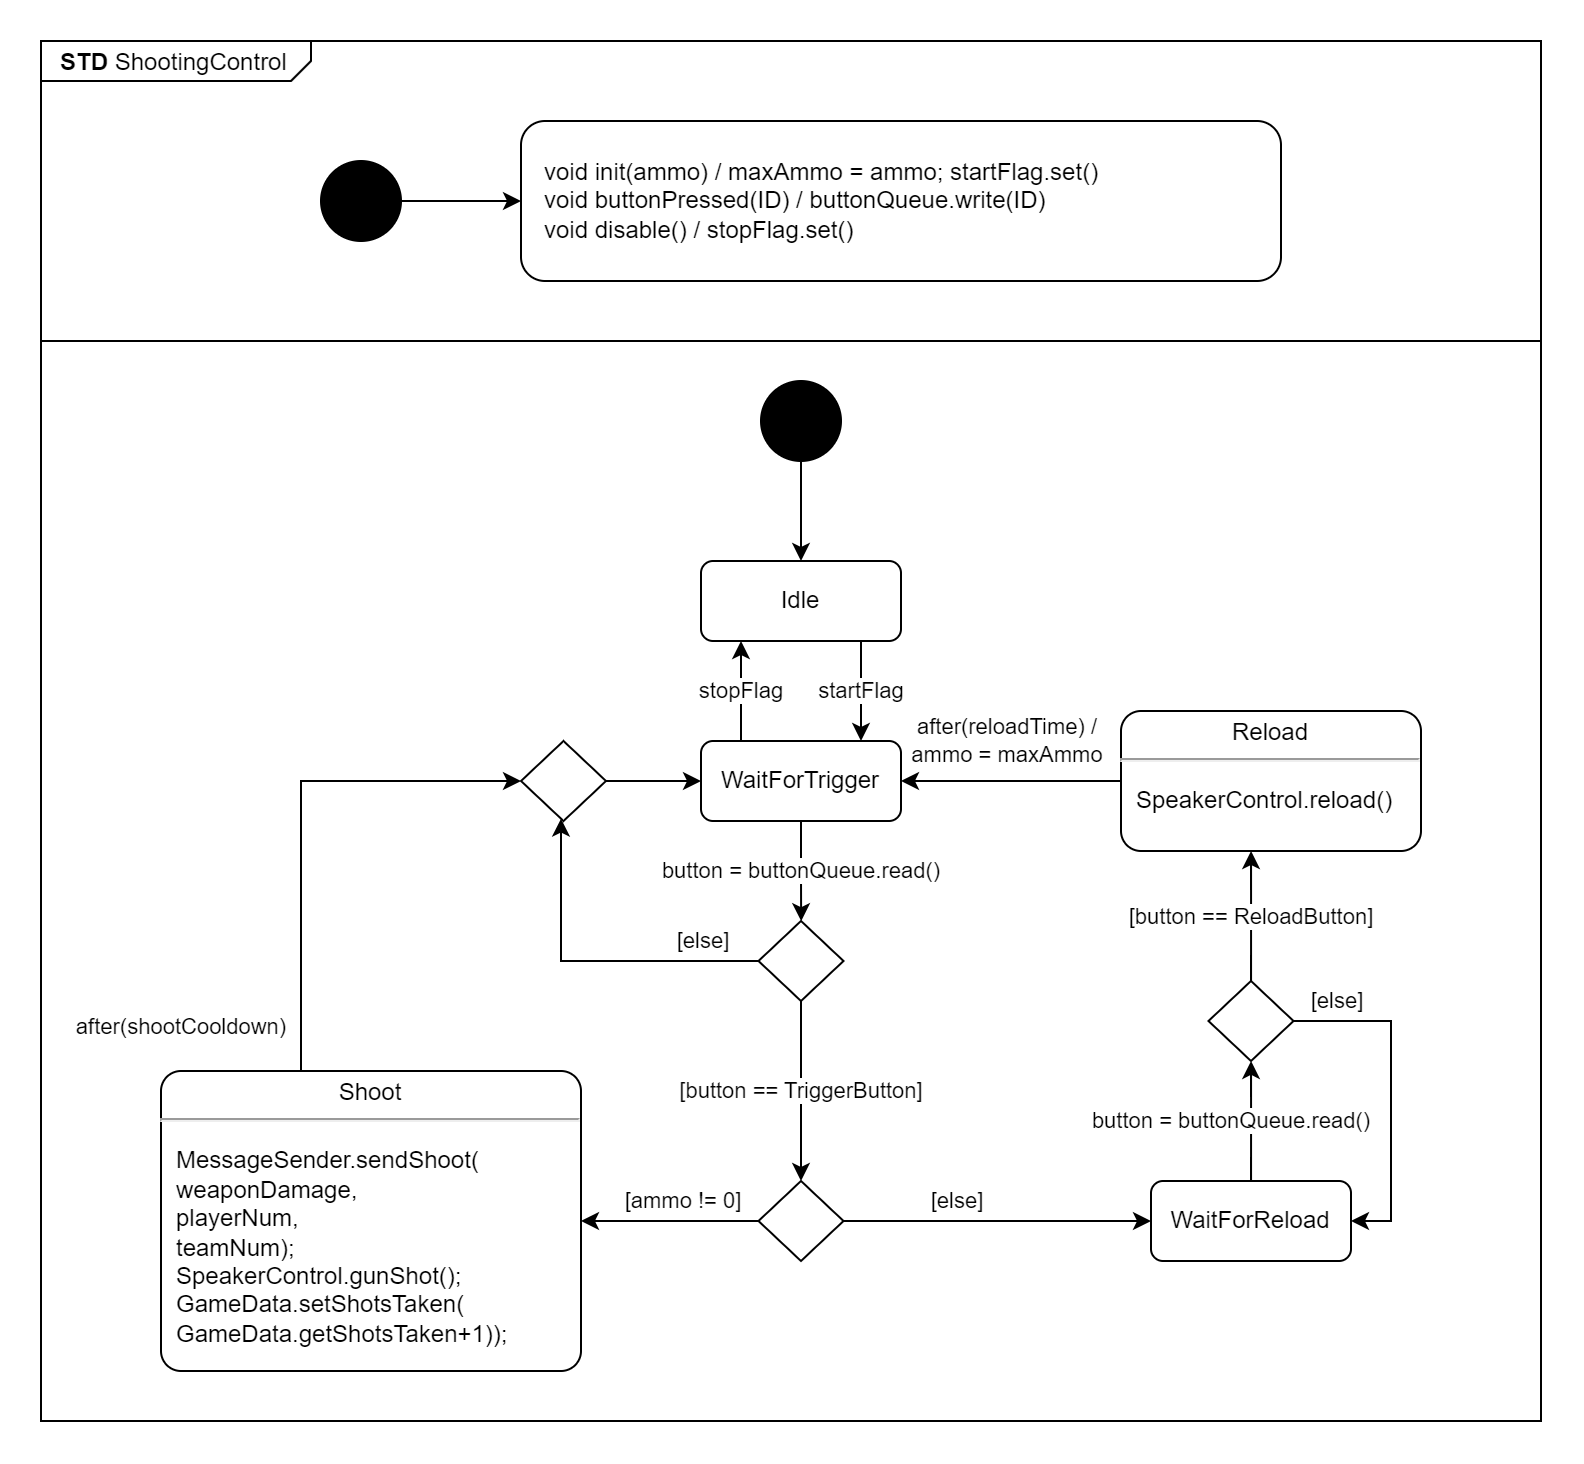 STD ShootingControl
void init(ammo) / maxAmmo = ammo; startFlag.set()
void buttonPressed(ID) / buttonQueue.write(ID)
void disable() / stopFlag.set()
Idle
stopFlag
startFlag
after(reloadTime) /
ammo = maxAmmo
Reload
SpeakerControl.reload()
WaitForTrigger
button = buttonQueue.read()
[button == ReloadButton]
[else]
[else]
after(shootCooldown)
[button == TriggerButton]
button = buttonQueue.read()
Shoot
MessageSender.sendShoot(
weaponDamage,
playerNum,
teamNum);
SpeakerControl.gunShot();
GameData.setShotsTaken(
GameData.getShotsTaken+1));
[ammo != 0]
[else]
WaitForReload